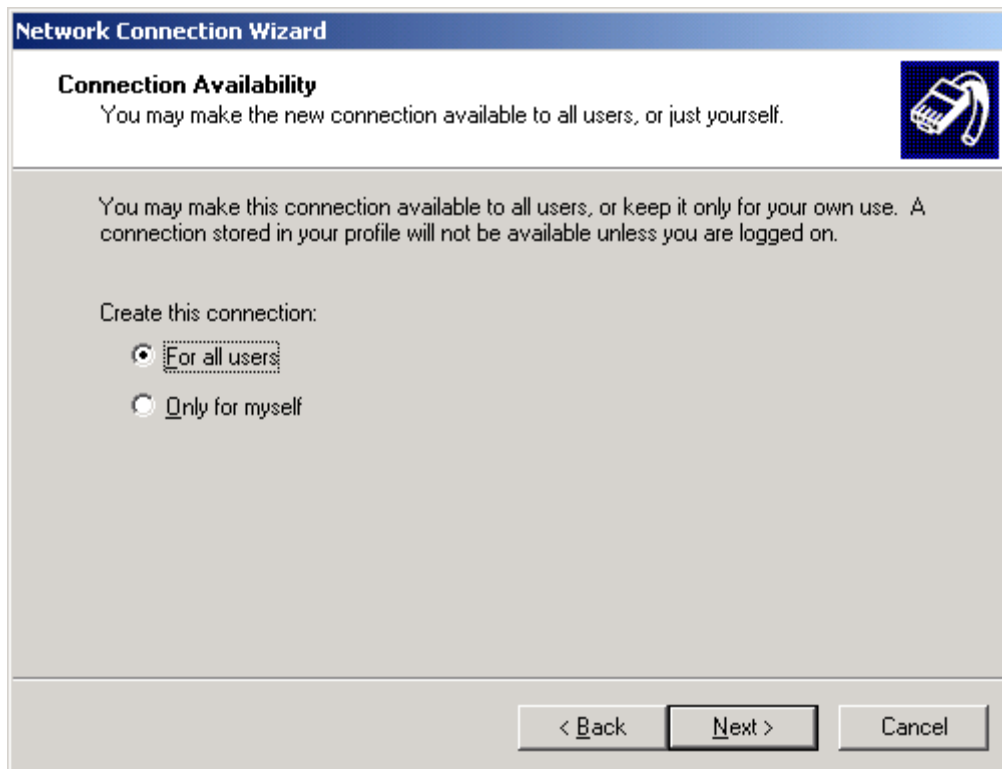 Network Connection Wizard
Connection Availability
You may make the new connection available to all users, or just yourself.
You may make this connection available to all users, or keep it only for your own use.  A
connection stored in your profile will not be available unless you are logged on.
Create this connection:
For all users
Only for myself
< Back
Next >
Cancel